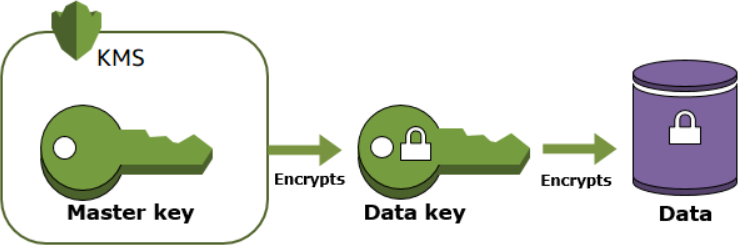 KMS
Encrypts
Encrypts
Master key
Data key
Data